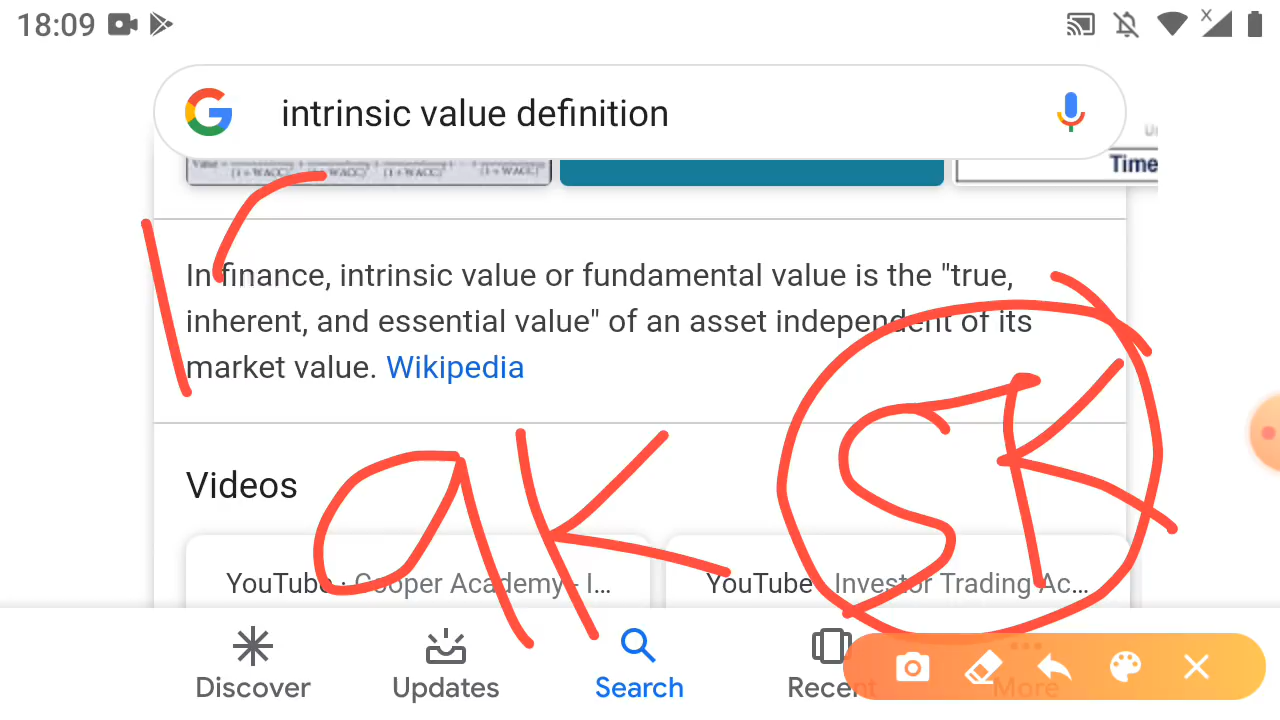 18:09
intrinsic value definition
Time
In finance, intrinsic value or fundamental value is the "true,
inherent, and essential value" of an asset independent of its
market value. Wikipedia
9K 5K
Videos
YouTube · Cooper Academy - I...
YouTube · Investor Trading Ac...
Discover
Updates
Search
Recent
More